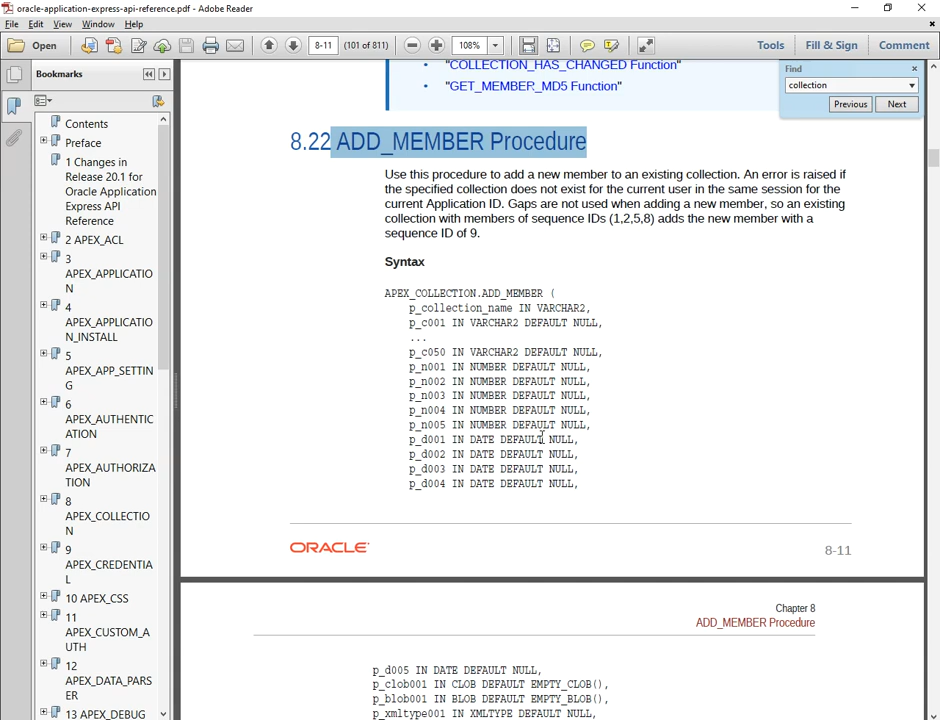 oracle-application-express-api-reference.pdf - Adobe Reader
File Edit View Window Help
Open 8-11 (101 of 811) 108% Tools Fill & Sign Comment
Bookmarks
Contents
Preface
1 Changes in
Release 20.1 for
Oracle Application
Express API
Reference
2 APEX_ACL
3
APEX_APPLICATIO
N
4
APEX_APPLICATIO
N_INSTALL
5
APEX_APP_SETTIN
G
6
APEX_AUTHENTIC
ATION
7
APEX_AUTHORIZA
TION
8
APEX_COLLECTIO
N
9
APEX_CREDENTIA
L
10 APEX_CSS
11
APEX_CUSTOM_A
UTH
12
APEX_DATA_PARS
ER
13 APEX_DEBUG
Find
collection
Previous Next
• "COLLECTION_HAS_CHANGED Function"
• "GET_MEMBER_MD5 Function"
8.22 ADD_MEMBER Procedure
Use this procedure to add a new member to an existing collection. An error is raised if
the specified collection does not exist for the current user in the same session for the
current Application ID. Gaps are not used when adding a new member, so an existing
collection with members of sequence IDs (1,2,5,8) adds the new member with a
sequence ID of 9.
Syntax
APEX_COLLECTION.ADD_MEMBER (
p_collection_name IN VARCHAR2,
p_c001 IN VARCHAR2 DEFAULT NULL,
...
p_c050 IN VARCHAR2 DEFAULT NULL,
p_n001 IN NUMBER DEFAULT NULL,
p_n002 IN NUMBER DEFAULT NULL,
p_n003 IN NUMBER DEFAULT NULL,
p_n004 IN NUMBER DEFAULT NULL,
p_n005 IN NUMBER DEFAULT NULL,
p_d001 IN DATE DEFAULT NULL,
p_d002 IN DATE DEFAULT NULL,
p_d003 IN DATE DEFAULT NULL,
p_d004 IN DATE DEFAULT NULL,
ORACLE
8-11
Chapter 8
ADD_MEMBER Procedure
p_d005 IN DATE DEFAULT NULL,
p_clob001 IN CLOB DEFAULT EMPTY_CLOB(),
p_blob001 IN BLOB DEFAULT EMPTY_BLOB(),
p_xmltype001 IN XMLTYPE DEFAULT NULL,